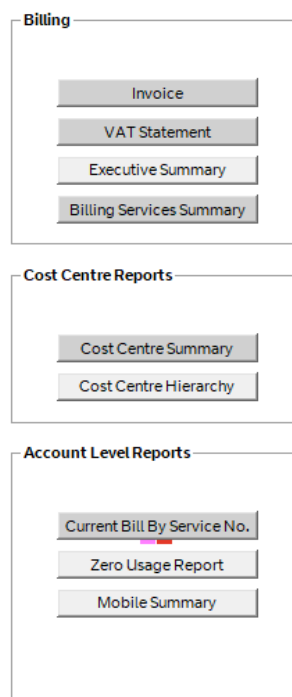 Billing
Invoice
VAT Statement
Executive Summary
Billing Services Summary
Cost Centre Reports
Cost Centre Summary
Cost Centre Hierarchy
Account Level Reports
Current Bill By Service No.
Zero Usage Report
Mobile Summary